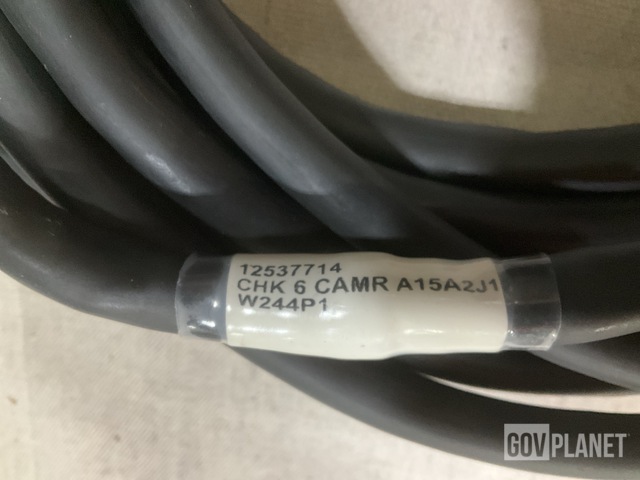 12537714
CHK 6 CAMR A15A2J1
W244P1
GOVPLANET